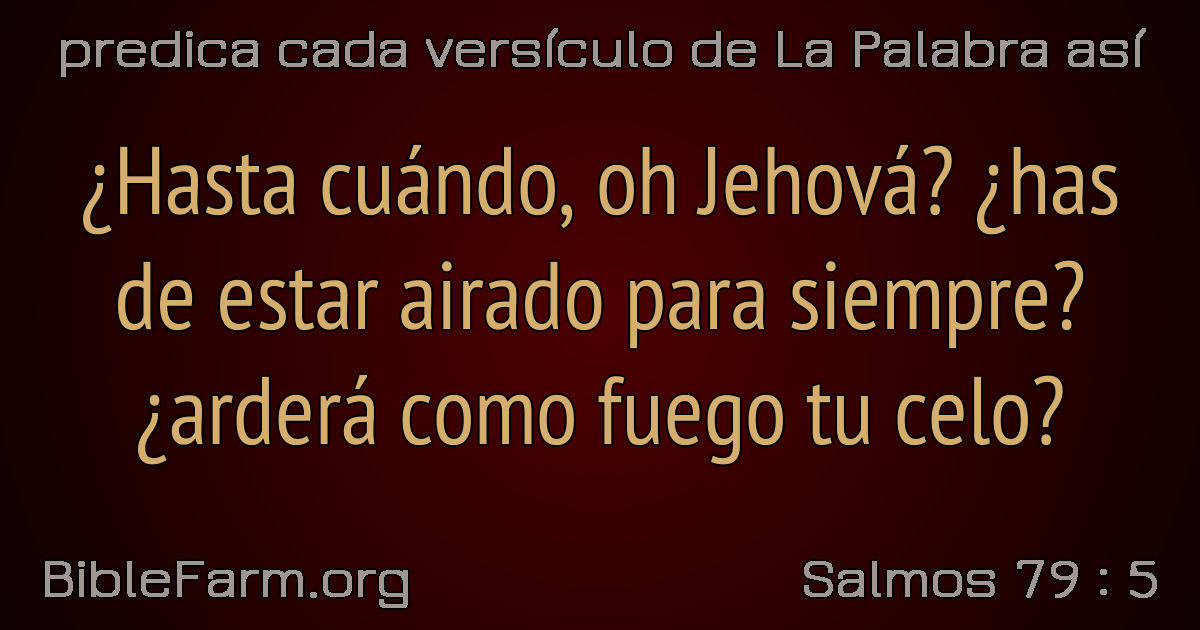 predica cada versículo de La Palabra así
¿Hasta cuándo, oh Jehová? ¿has
de estar airado para siempre?
¿arderá como fuego tu celo?
BibleFarm.org
Salmos 79 : 5